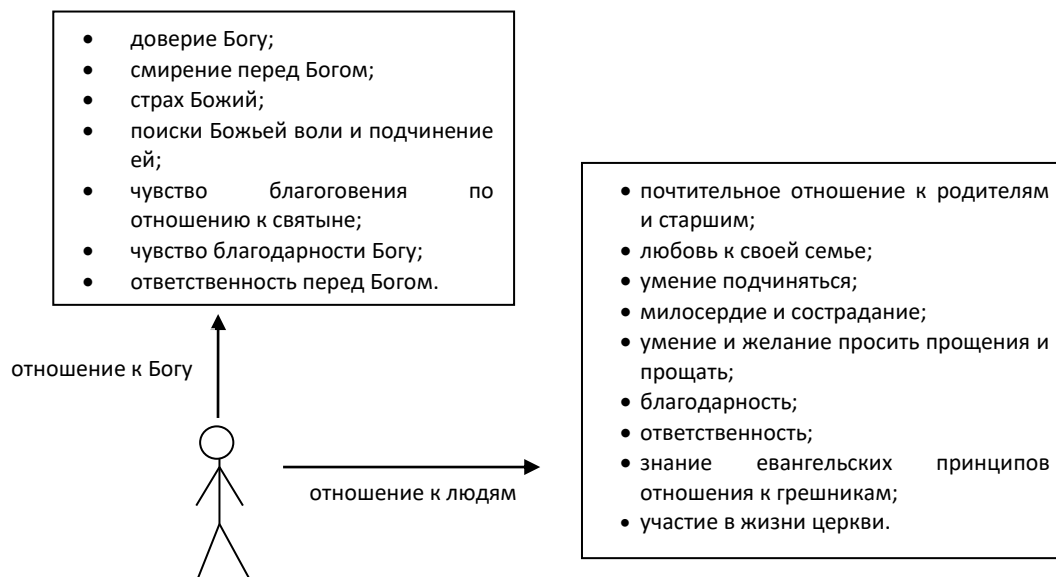 • доверие Богу;
• смирение перед Богом;
• страх Божий;
• поиски Божьей воли и подчинение
ей;
• чувство благоговения по
отношению к святыне;
• чувство благодарности Богу;
• ответственность перед Богом.
• почтительное отношение к родителям
и старшим;
• любовь к своей семье;
• умение подчиняться;
• милосердие и сострадание;
• умение и желание просить прощения и
прощать;
• благодарность;
• ответственность;
• знание евангельских принципов
отношения к грешникам;
• участие в жизни церкви.
отношение к Богу
отношение к людям